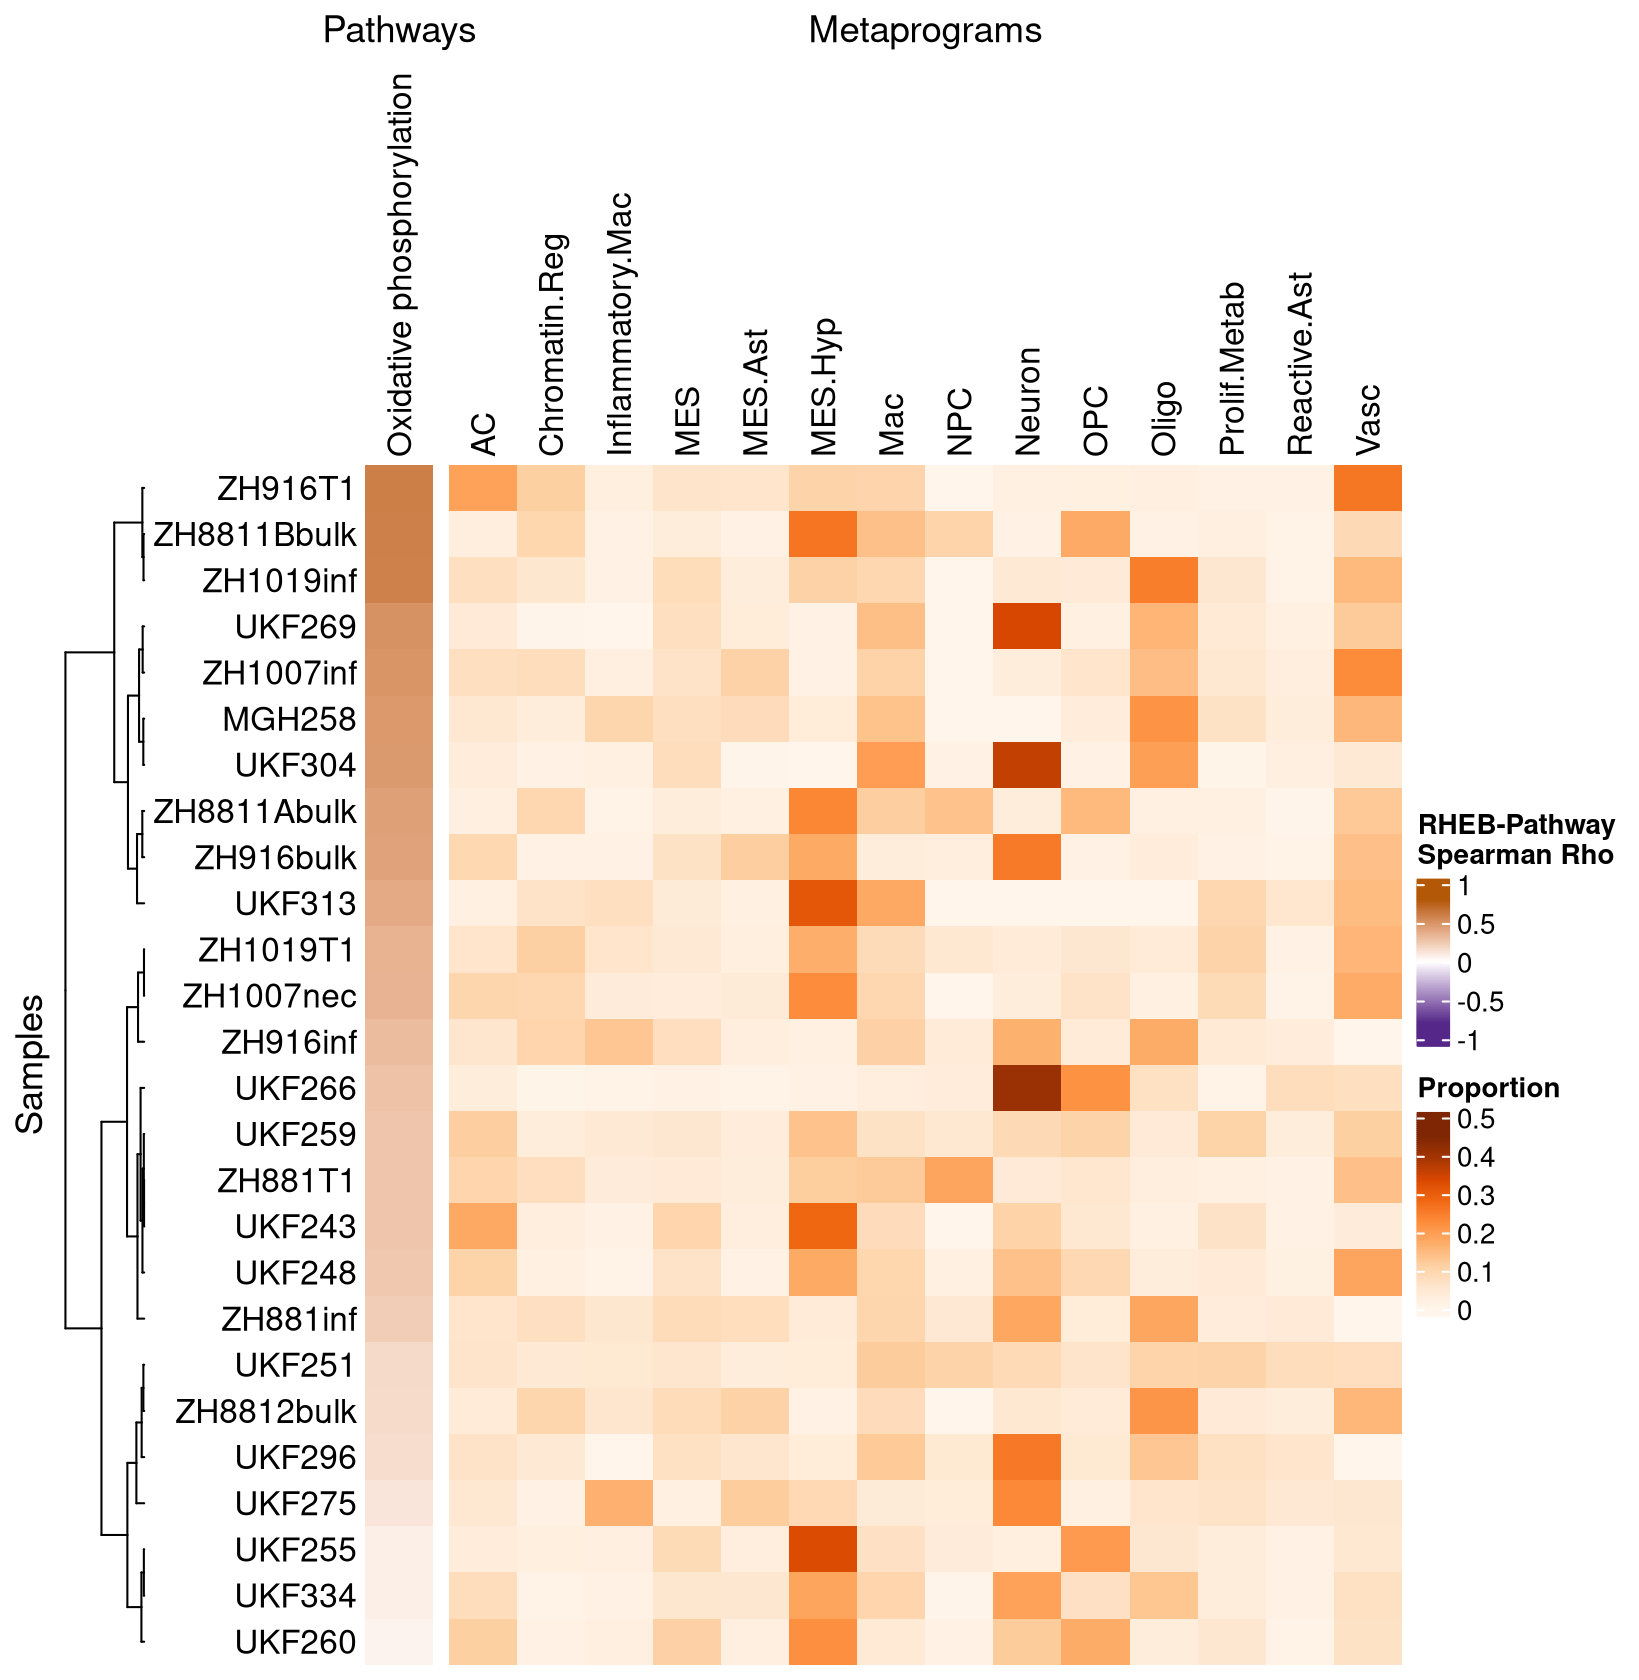 Pathways
Metaprograms
Oxidative phosphorylation
AC
Chromatin.Reg
Inflammatory.Mac
MES
MES.Ast
MES.Hyp
Mac
NPC
Neuron
OPC
Oligo
Prolif.Metab
Reactive.Ast
Vasc
Samples
ZH916T1
ZH8811Bbulk
ZH1019inf
UKF269
ZH1007inf
MGH258
UKF304
ZH8811Abulk
ZH916bulk
UKF313
ZH1019T1
ZH1007nec
ZH916inf
UKF266
UKF259
ZH881T1
UKF243
UKF248
ZH881inf
UKF251
ZH8812bulk
UKF296
UKF275
UKF255
UKF334
UKF260
RHEB-Pathway
Spearman Rho
1
0.5
0
-0.5
-1
Proportion
0.5
0.4
0.3
0.2
0.1
0